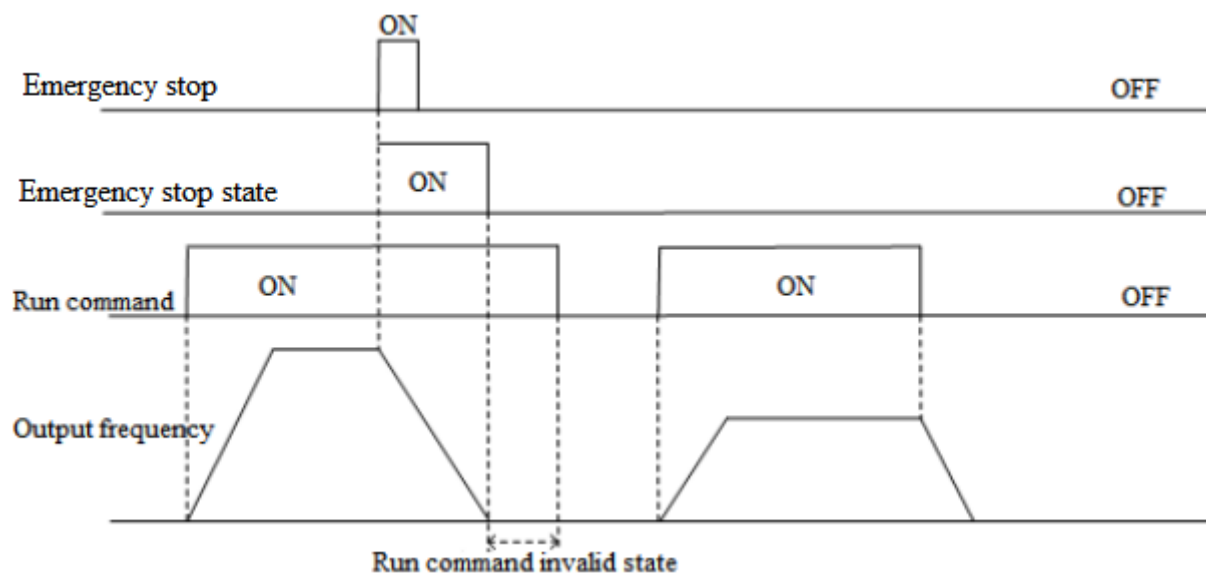 ON
Emergency stop
OFF
Emergency stop state
ON
OFF
Run command
ON
ON
OFF
Output frequency
Run command invalid state